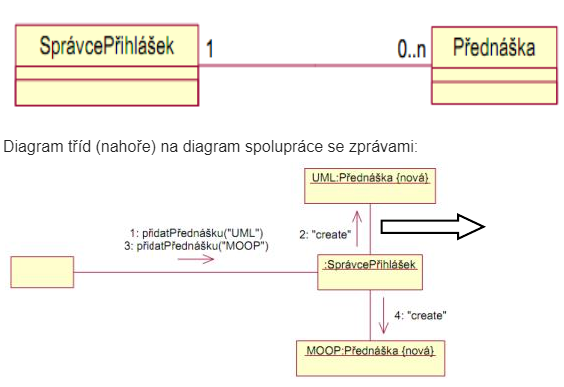 SprávcePřihlášek 1 0..n Přednáška
Diagram tříd (nahoře) na diagram spolupráce se zprávami:
UML:Přednáška {nová}
1: přidatPřednášku("UML")
3: přidatPřednášku("MOOP")
2: "create"
:SprávcePřihlášek
4: "create"
MOOP:Přednáška {nová}